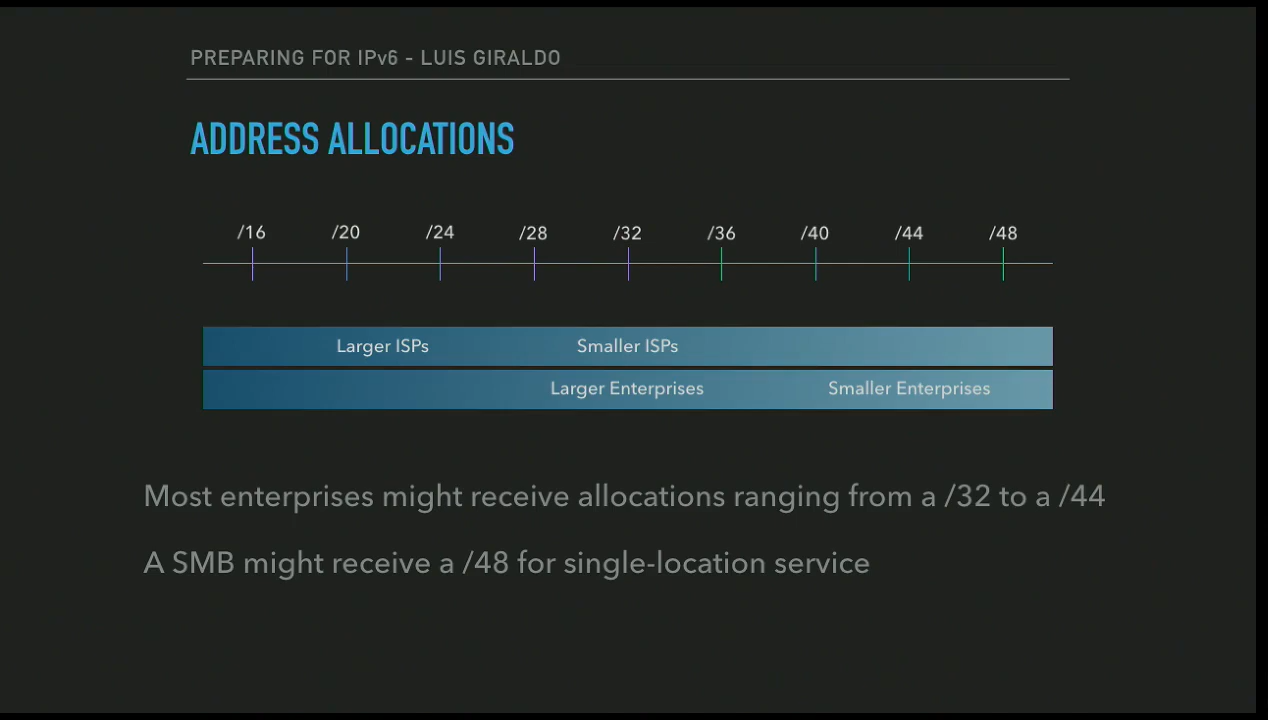 PREPARING FOR IPv6 - LUIS GIRALDO
ADDRESS ALLOCATIONS
/16 /20 /24 /28 /32 /36 /40 /44 /48
Larger ISPs Smaller ISPs
Larger Enterprises Smaller Enterprises
Most enterprises might receive allocations ranging from a /32 to a /44
A SMB might receive a /48 for single-location service